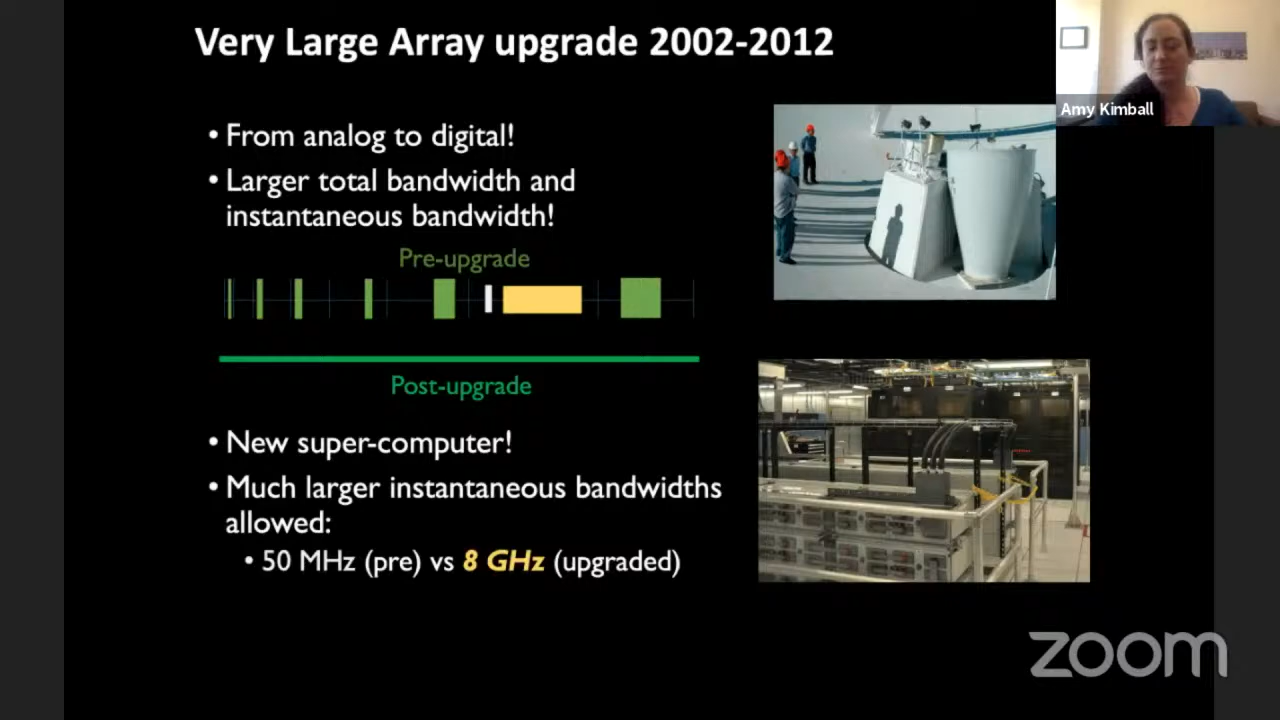 Very Large Array upgrade 2002-2012
Amy Kimball
• From analog to digital!
• Larger total bandwidth and
instantaneous bandwidth!
Pre-upgrade
Post-upgrade
• New super-computer!
• Much larger instantaneous bandwidths
allowed:
• 50 MHz (pre) vs 8 GHz (upgraded)
zoom